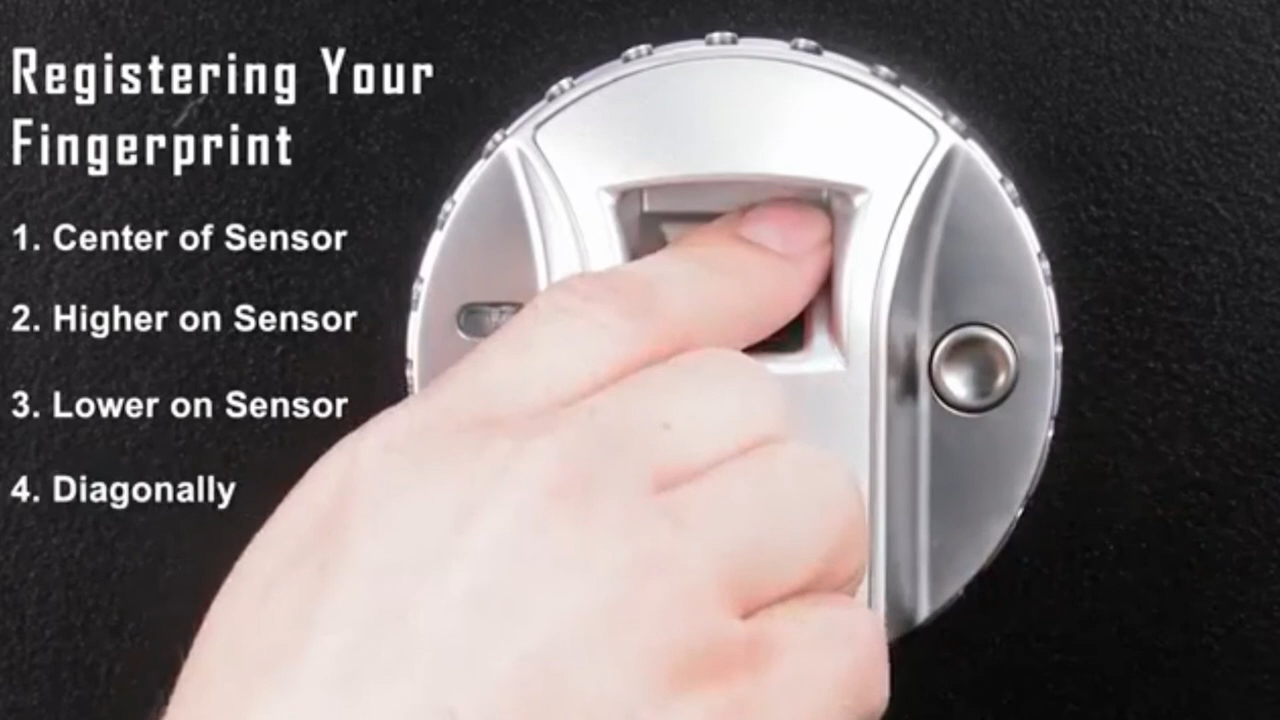 Registering Your
Fingerprint
1. Center of Sensor
2. Higher on Sensor
3. Lower on Sensor
4. Diagonally